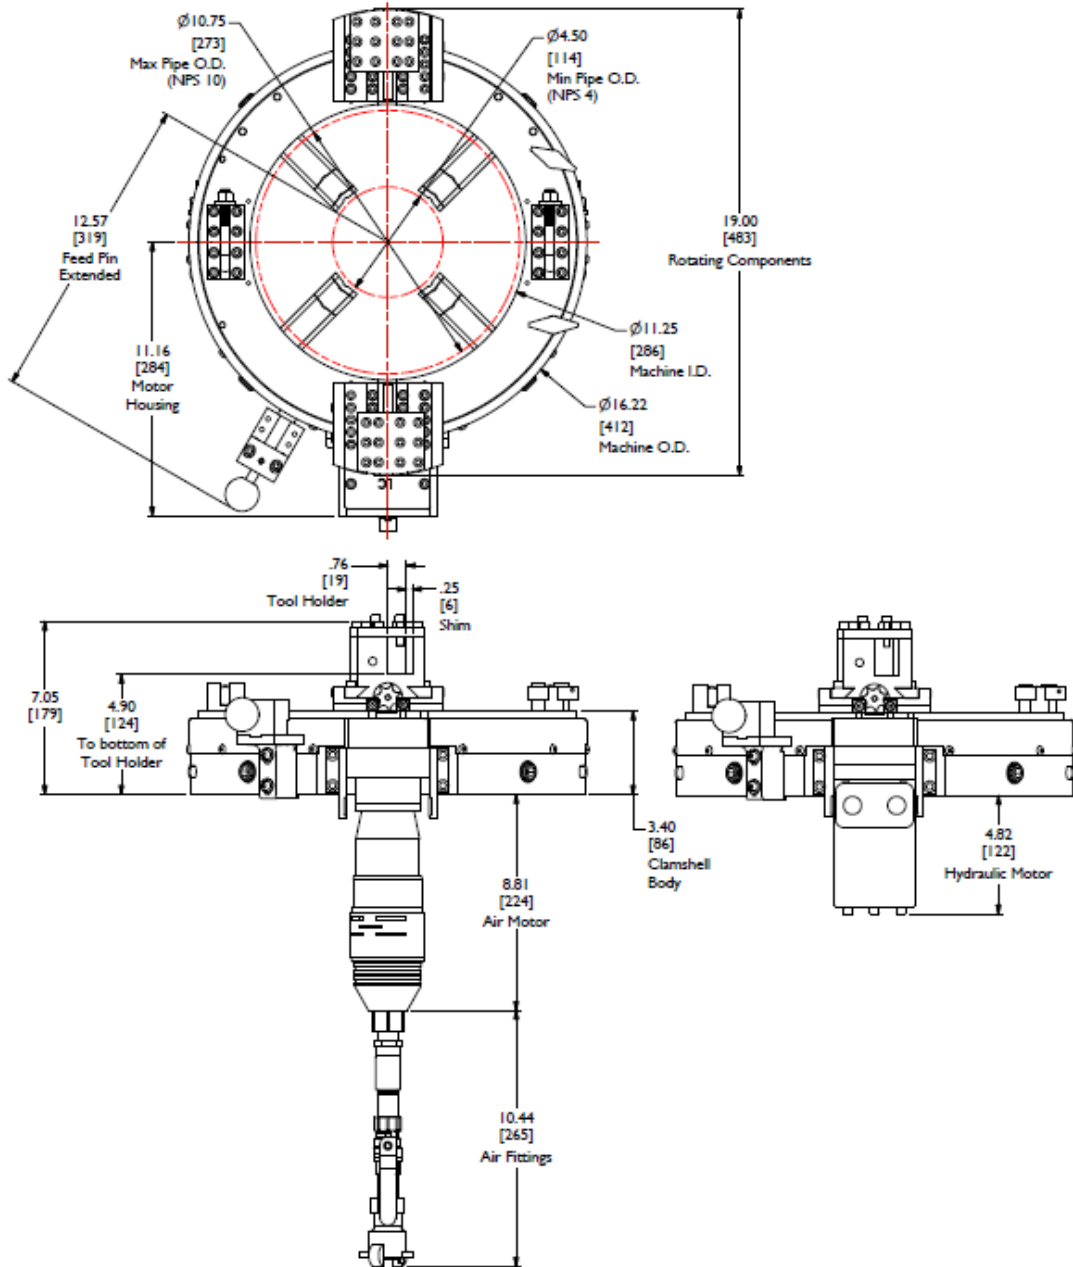 Ø10.75
[273]
Max Pipe O.D.
(NPS 10)
Ø4.50
[114]
Min Pipe O.D.
(NPS 4)
12.57
[319]
Feed Pin
Extended
19.00
[483]
Rotating Components
11.16
[284]
Motor
Housing
Ø11.25
[286]
Machine I.D.
Ø16.22
[412]
Machine O.D.
.76
[19]
Tool Holder
.25
[6]
Shim
7.05
[179]
4.90
[124]
To bottom of
Tool Holder
3.40
[86]
Clamshell
Body
4.82
[122]
Hydraulic Motor
8.81
[224]
Air Motor
10.44
[265]
Air Fittings